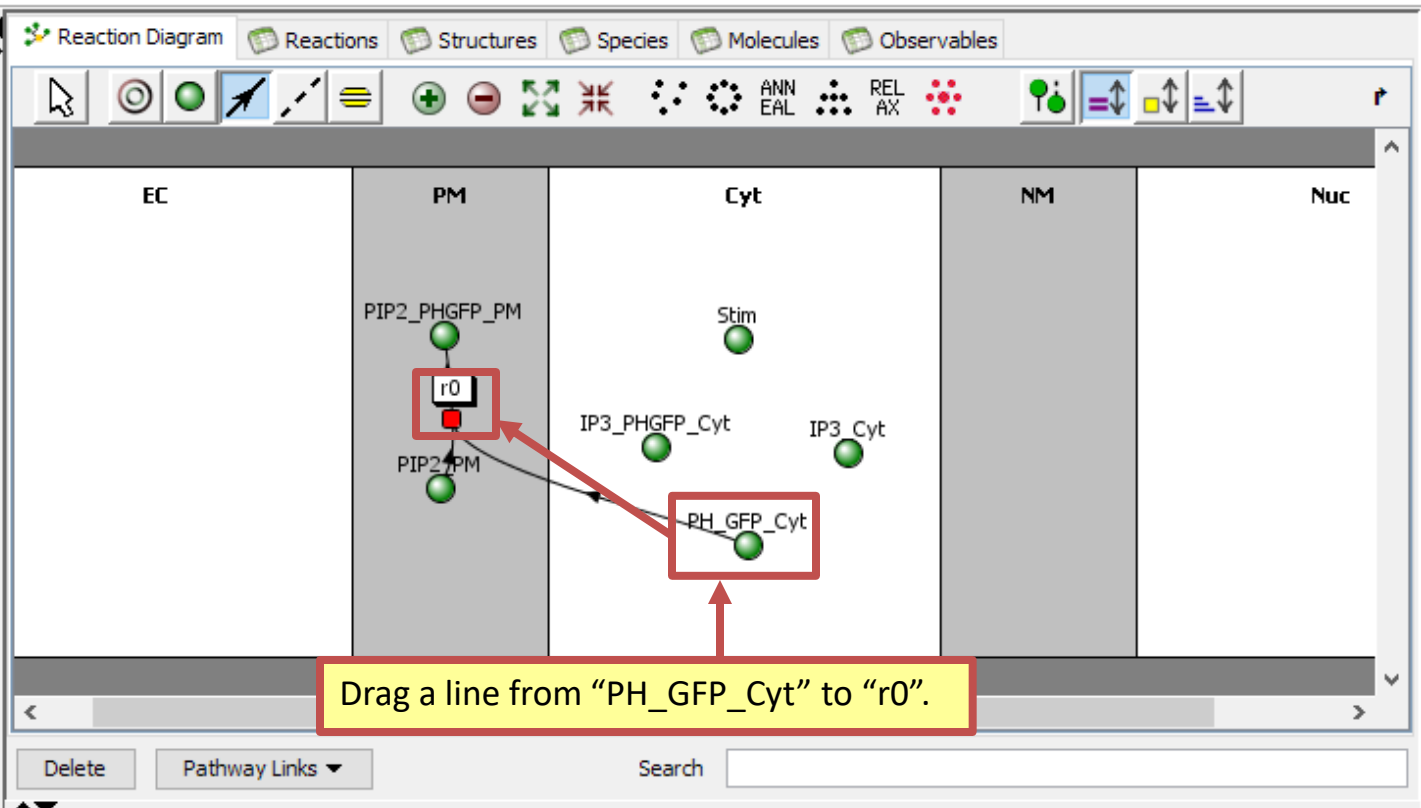 Reaction Diagram Reactions Structures Species Molecules Observables
ANN EAL REL AX
EC PM Cyt NM Nuc
PIP2_PHGFP_PM
Stim
r0
IP3_PHGFP_Cyt
IP3_Cyt
PIP2_PM
PH_GFP_Cyt
Drag a line from “PH_GFP_Cyt” to “r0”.
Delete Pathway Links Search